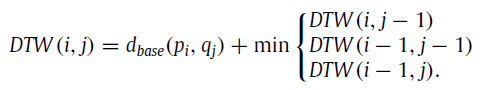 DTW(i, j − 1)
DTW(i, j) = d_base(p_i, q_j) + min { DTW(i − 1, j − 1)
DTW(i − 1, j).